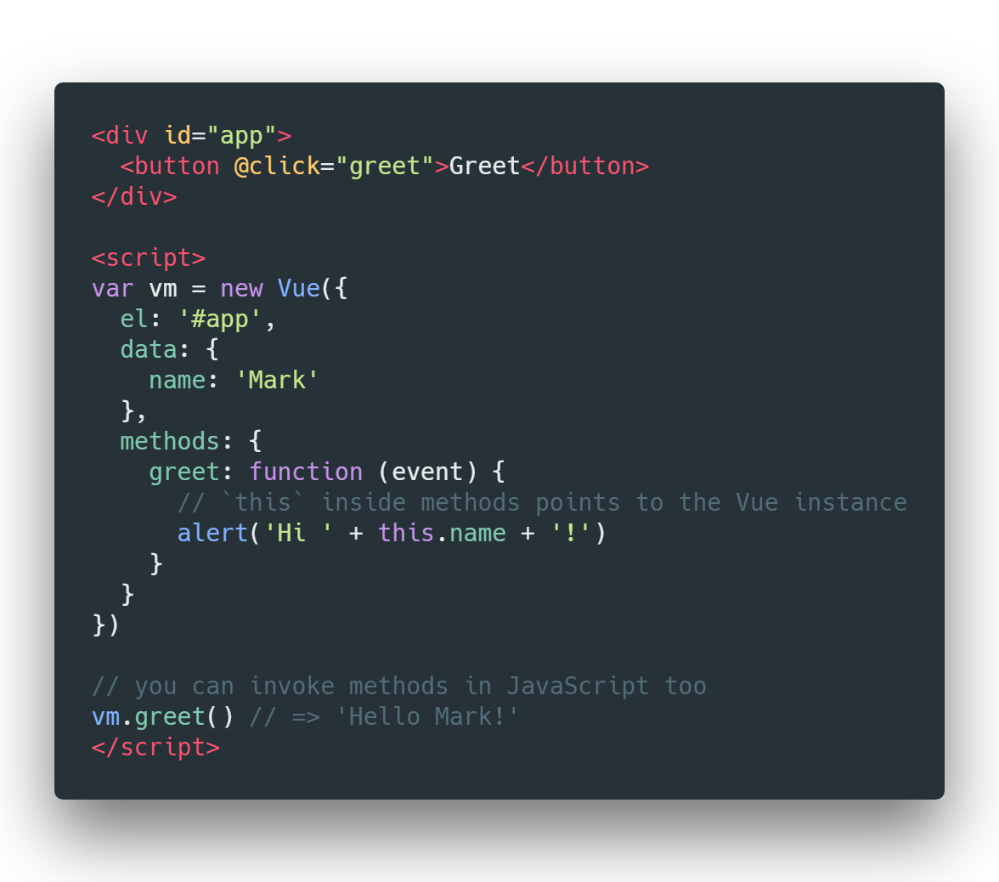 <div id="app">
  <button @click="greet">Greet</button>
</div>

<script>
var vm = new Vue({
  el: '#app',
  data: {
    name: 'Mark'
  },
  methods: {
    greet: function (event) {
      // `this` inside methods points to the Vue instance
      alert('Hi ' + this.name + '!')
    }
  }
})

// you can invoke methods in JavaScript too
vm.greet() // => 'Hello Mark!'
</script>